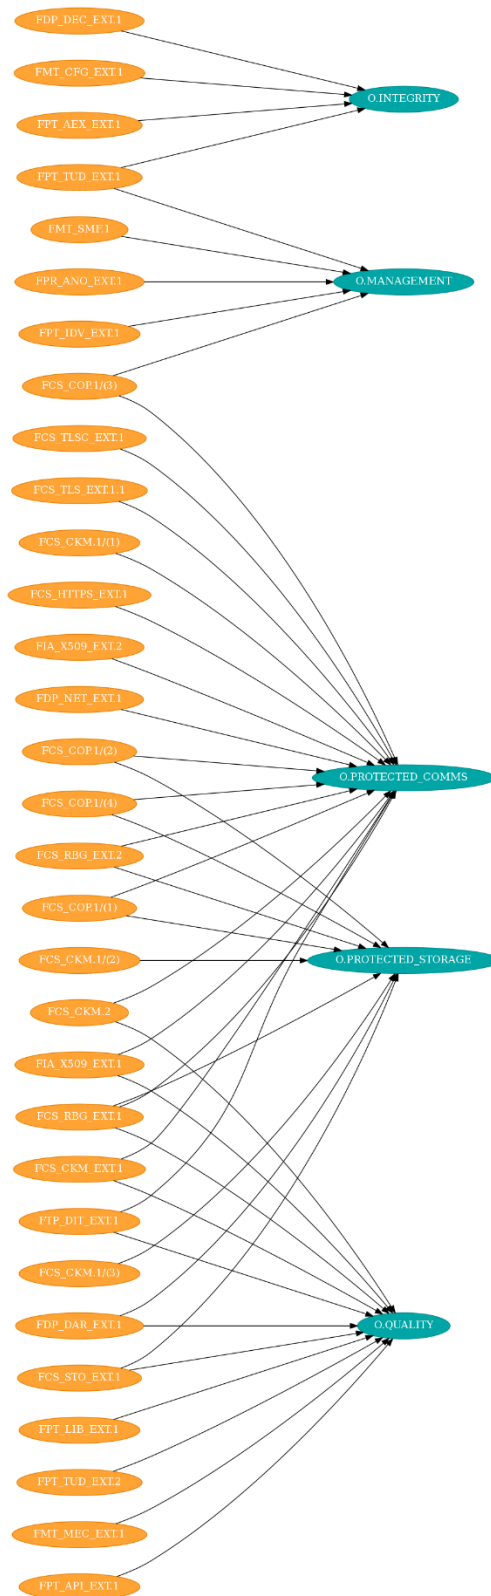 FDP_DEC_EXT.1
FMT_CFG_EXT.1
O.INTEGRITY
FPT_AEX_EXT.1
FPT_TUD_EXT.1
FMT_SMF.1
FPR_ANO_EXT.1
O.MANAGEMENT
FPT_IDV_EXT.1
FCS_COP.1/(3)
FCS_TLSC_EXT.1
FCS_TLS_EXT.1.1
FCS_CKM.1/(1)
FCS_HTTPS_EXT.1
FIA_X509_EXT.2
FDP_NET_EXT.1
FCS_COP.1/(2)
O.PROTECTED_COMMS
FCS_COP.1/(4)
FCS_RBG_EXT.2
FCS_COP.1/(1)
FCS_CKM.1/(2)
O.PROTECTED_STORAGE
FCS_CKM.2
FIA_X509_EXT.1
FCS_RBG_EXT.1
FCS_CKM_EXT.1
FTP_DIT_EXT.1
FCS_CKM.1/(3)
FDP_DAR_EXT.1
O.QUALITY
FCS_STO_EXT.1
FPT_LIB_EXT.1
FPT_TUD_EXT.2
FMT_MEC_EXT.1
FPT_API_EXT.1